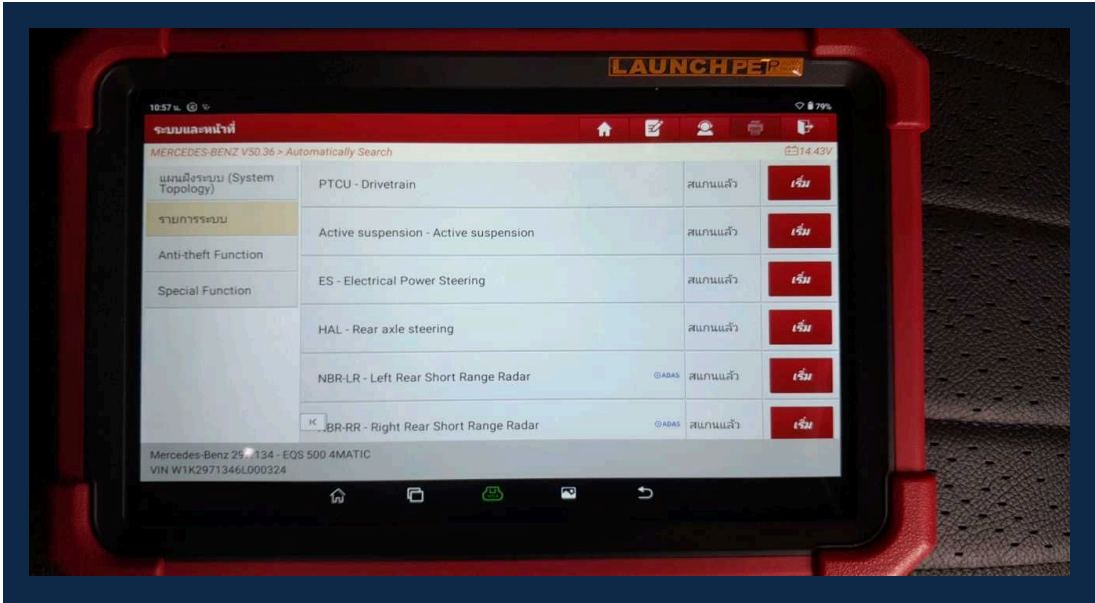 LAUNCH
10:57 น.
79%
ระบบและหน้าที่
MERCEDES-BENZ V50.36 > Automatically Search
14.43V
แผนผังระบบ (System
Topology)
รายการระบบ
Anti-theft Function
Special Function
PTCU - Drivetrain สแกนแล้ว เริ่ม
Active suspension - Active suspension สแกนแล้ว เริ่ม
ES - Electrical Power Steering สแกนแล้ว เริ่ม
HAL - Rear axle steering สแกนแล้ว เริ่ม
NBR-LR - Left Rear Short Range Radar ADAS สแกนแล้ว เริ่ม
BR-RR - Right Rear Short Range Radar ADAS สแกนแล้ว เริ่ม
Mercedes-Benz 134 - EQS 500 4MATIC
VIN W1K2971346L000324